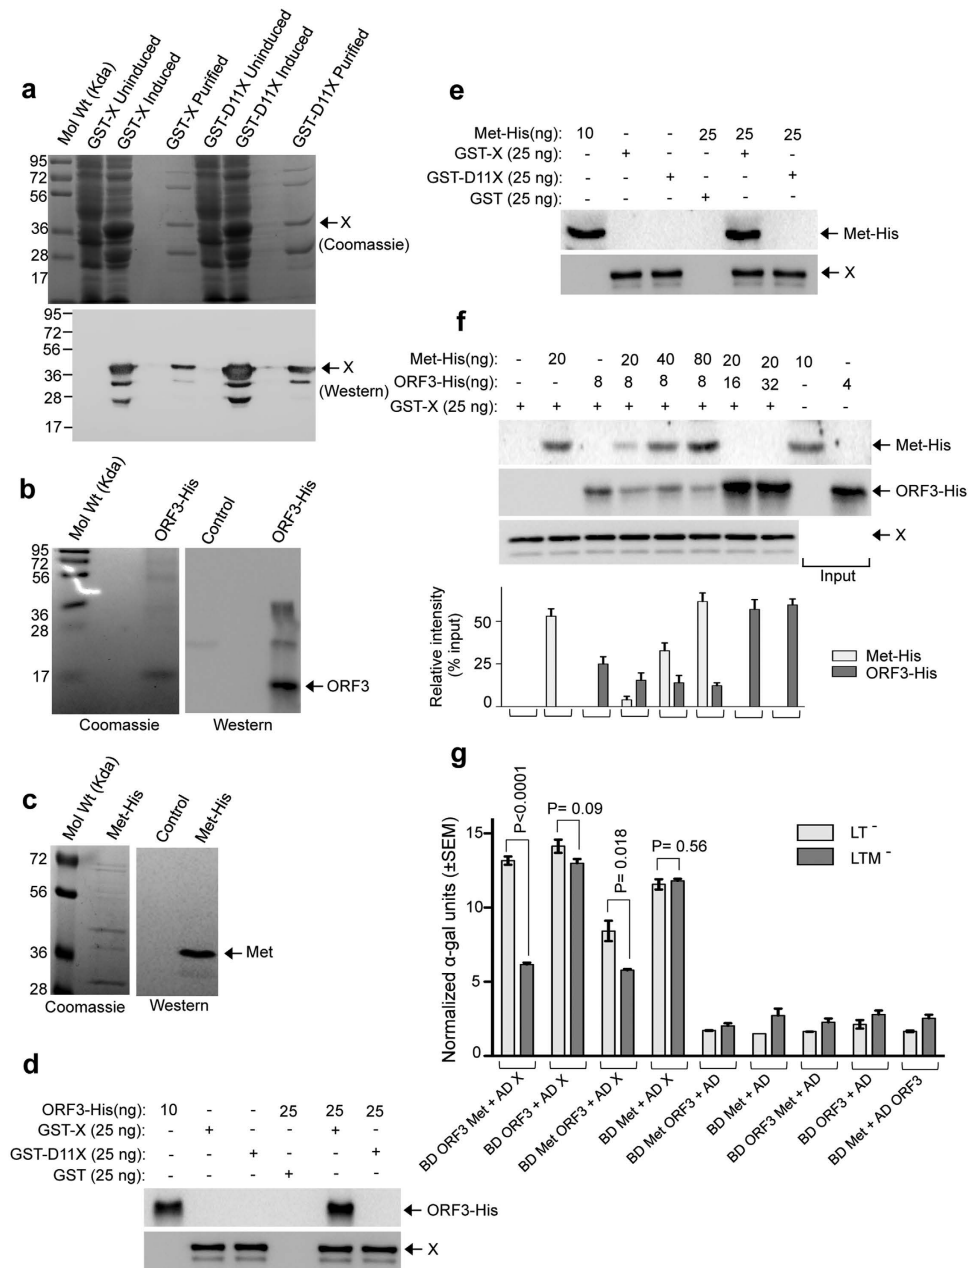 a
Mol Wt (Kda)
GST-X Uninduced
GST-X Induced
GST-X Purified
GST-D11X Uninduced
GST-D11X Induced
GST-D11X Purified
95
72
56
36
28
17
X
(Coomassie)
95
72
56
36
28
17
X
(Western)
b
Mol Wt (Kda)
ORF3-His
Control
ORF3-His
95
72
56
36
28
17
ORF3
Coomassie
Western
c
Mol Wt (Kda)
Met-His
Control
Met-His
72
56
36
28
Met
Coomassie
Western
d
ORF3-His(ng): 10 - - 25 25 25
GST-X (25 ng): - + - - + -
GST-D11X (25 ng): - - + - - +
GST (25 ng): - - - + - -
ORF3-His
X
e
Met-His(ng): 10 - - 25 25 25
GST-X (25 ng): - + - - + -
GST-D11X (25 ng): - - + - - +
GST (25 ng): - - - + - -
Met-His
X
f
Met-His(ng): - 20 - 20 40 80 20 20 10 -
ORF3-His(ng): - - 8 8 8 8 16 32 - 4
GST-X (25 ng): + + + + + + + + - -
Met-His
ORF3-His
X
Input
Relative intensity
(% input)
50
25
0
Met-His
ORF3-His
g
Normalized α-gal units (±SEM)
15
10
5
0
P<0.0001
P= 0.09
P= 0.018
P= 0.56
LT -
LTM -
BD ORF3 Met + AD X
BD ORF3 + AD X
BD Met ORF3 + AD X
BD Met + AD X
BD Met ORF3 + AD
BD Met + AD
BD ORF3 Met + AD
BD ORF3 + AD
BD Met + AD ORF3